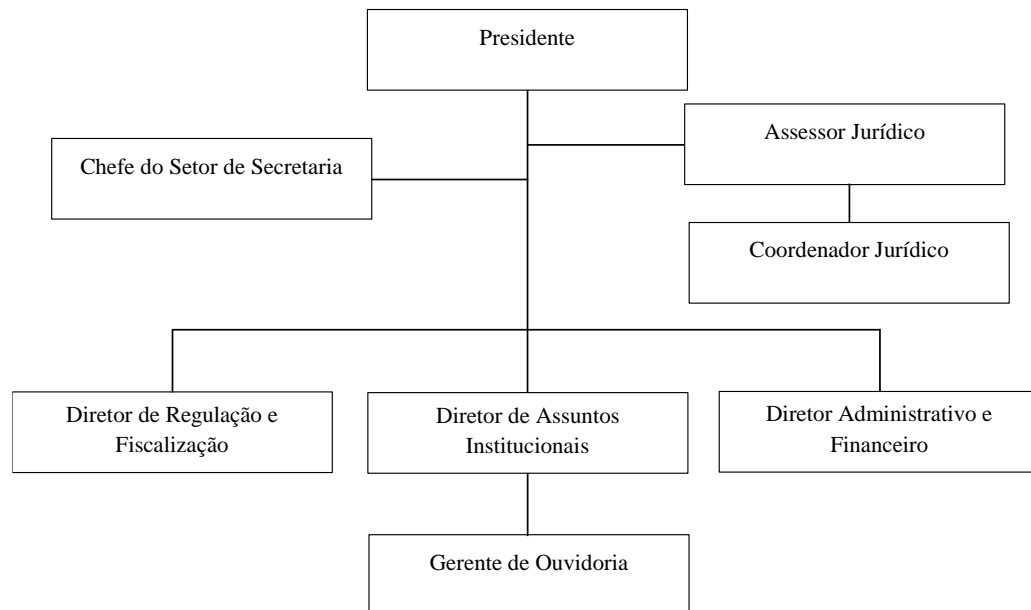 Presidente
Assessor Jurídico
Chefe do Setor de Secretaria
Coordenador Jurídico
Diretor de Regulação e
Fiscalização
Diretor de Assuntos
Institucionais
Diretor Administrativo e
Financeiro
Gerente de Ouvidoria